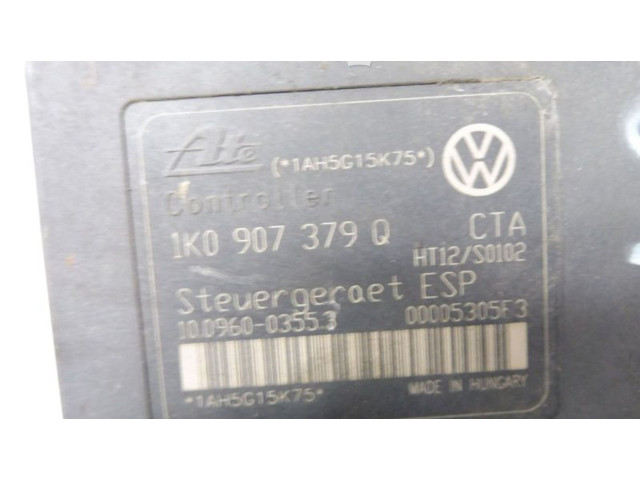 Ate (*1AH5G15K75*)
Controller
1K0 907 379 Q CTA
HT12/S0102
Steuergeraet ESP
10.0960-0355.3 00005305F3
*1AH5G15K75* MADE IN HUNGARY